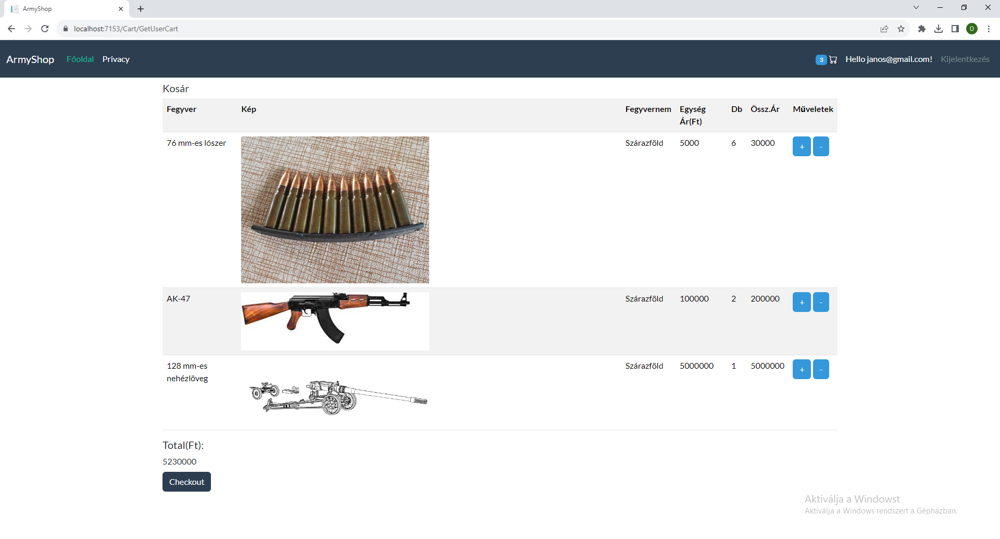 ArmyShop
localhost:7153/Cart/GetUserCart
O
ArmyShop Főoldal Privacy 3 Hello janos@gmail.com! Kijelentkezés
Kosár
Fegyver Kép Fegyvernem Egység Ár(Ft) Db Össz.Ár Műveletek
76 mm-es lőszer Szárazföld 5000 6 30000 + -
AK-47 Szárazföld 100000 2 200000 + -
128 mm-es nehézlöveg Szárazföld 5000000 1 5000000 + -
Total(Ft):
5230000
Checkout
Aktiválja a Windowst
Aktiválja a Windows rendszert a Gépházban.